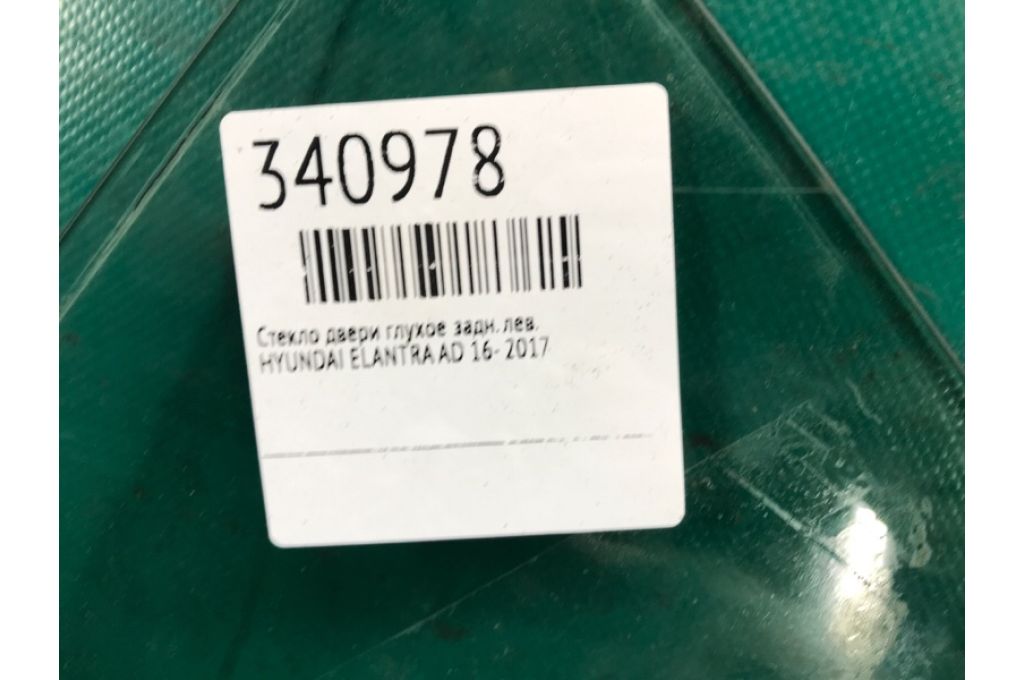 340978
Стекло двери глухое задн. лев.
HYUNDAI ELANTRA AD 16- 2017